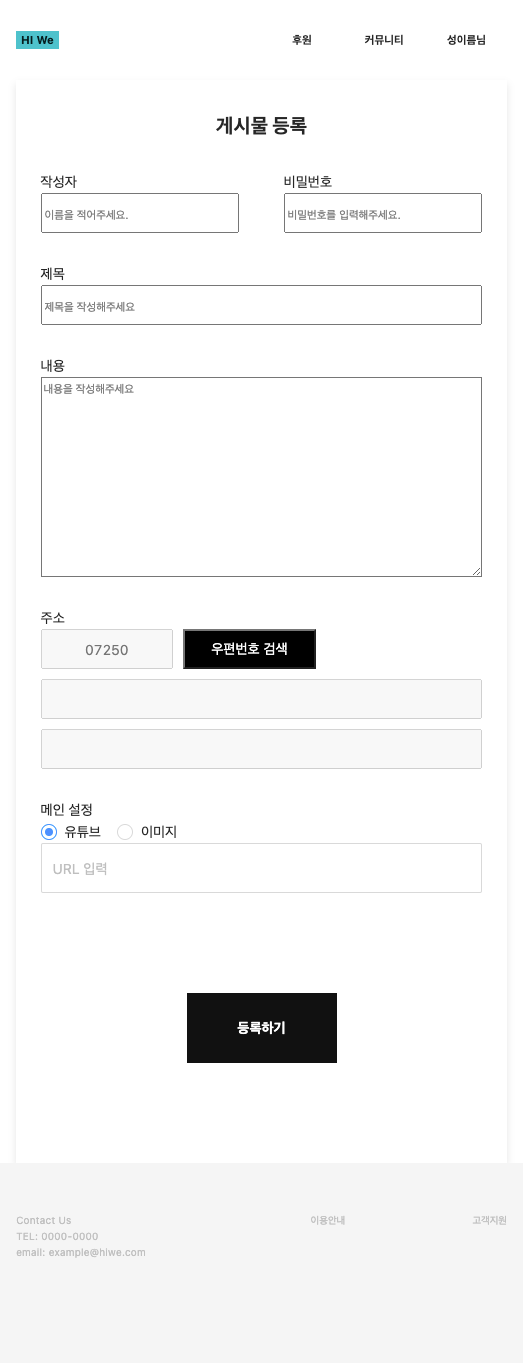 HI We
후원
커뮤니티
성이름님
게시물 등록
작성자
비밀번호
이름을 적어주세요.
비밀번호를 입력해주세요.
제목
제목을 작성해주세요
내용
내용을 작성해주세요
주소
07250
우편번호 검색
메인 설정
유튜브
이미지
URL 입력
등록하기
Contact Us
이용안내
고객지원
TEL: 0000-0000
email: example@hiwe.com